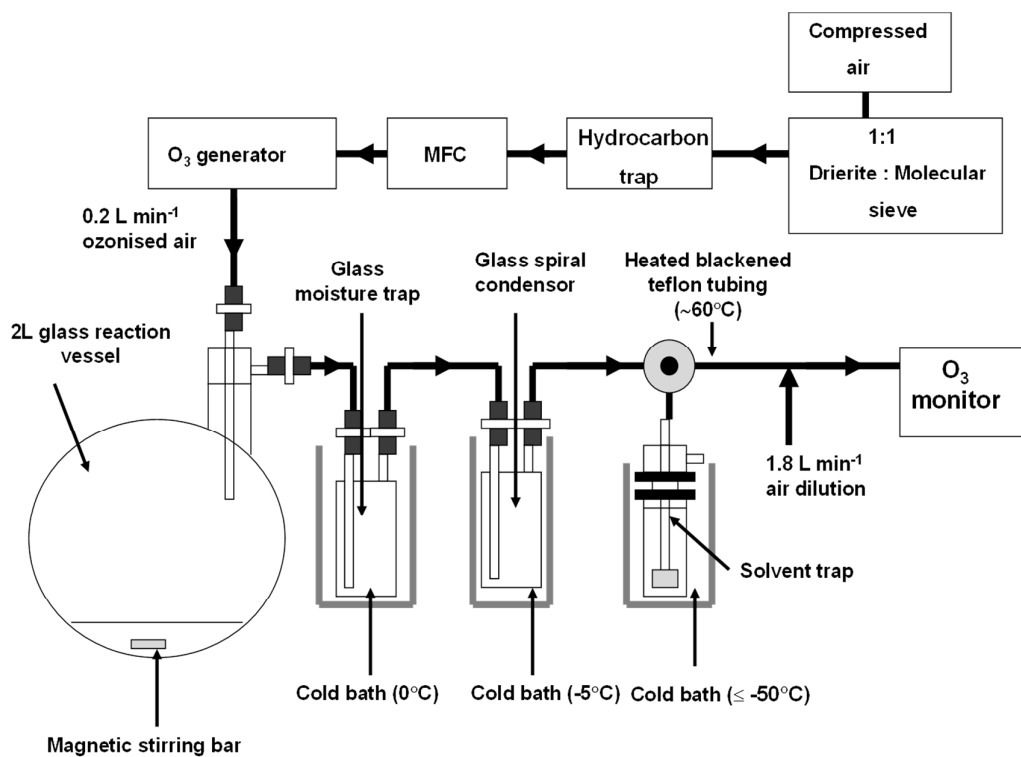 Compressed
air
1:1
Drierite : Molecular
sieve
Hydrocarbon
trap
MFC
O₃ generator
0.2 L min⁻¹
ozonised air
Glass
moisture trap
Glass spiral
condensor
Heated blackened
teflon tubing
(~60°C)
2L glass reaction
vessel
O₃
monitor
1.8 L min⁻¹
air dilution
Solvent trap
Cold bath (0°C)
Cold bath (-5°C)
Cold bath (≤ -50°C)
Magnetic stirring bar